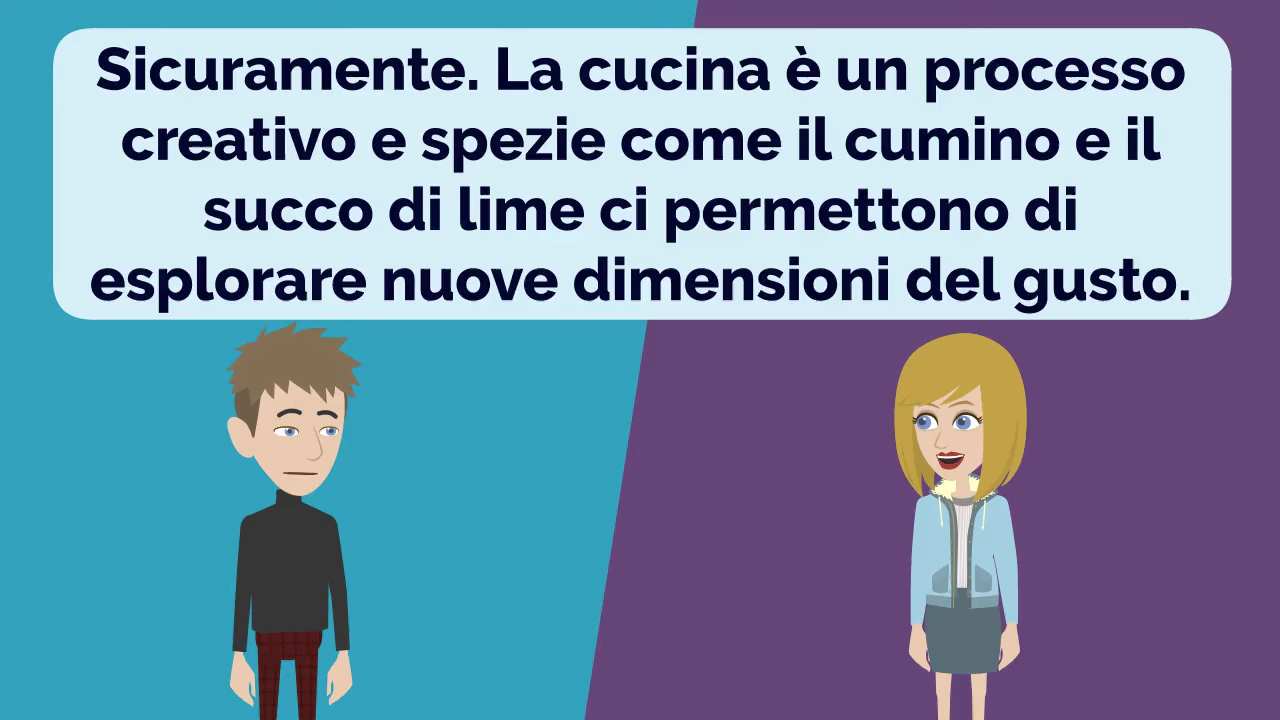 Sicuramente. La cucina è un processo
creativo e spezie come il cumino e il
succo di lime ci permettono di
esplorare nuove dimensioni del gusto.